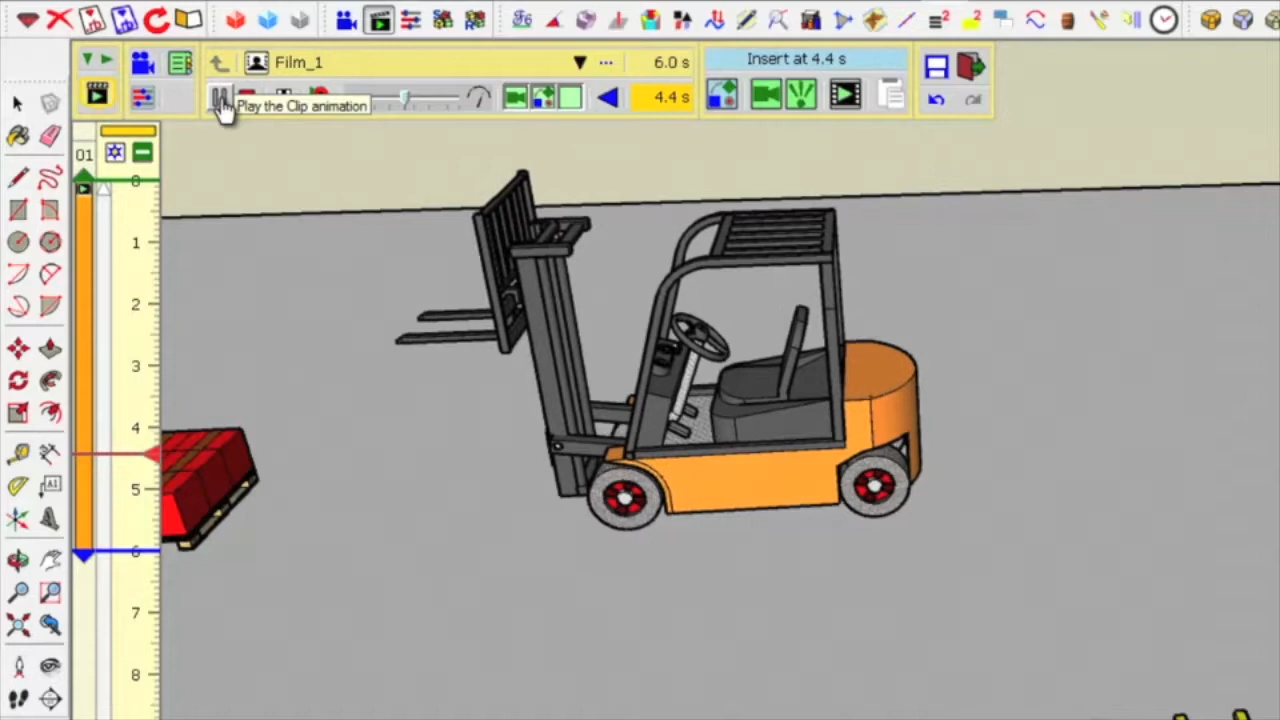 Film_1
6.0 s
Insert at 4.4 s
4.4 s
Play the Clip animation
01
0
1
2
3
4
5
6
7
8
A1